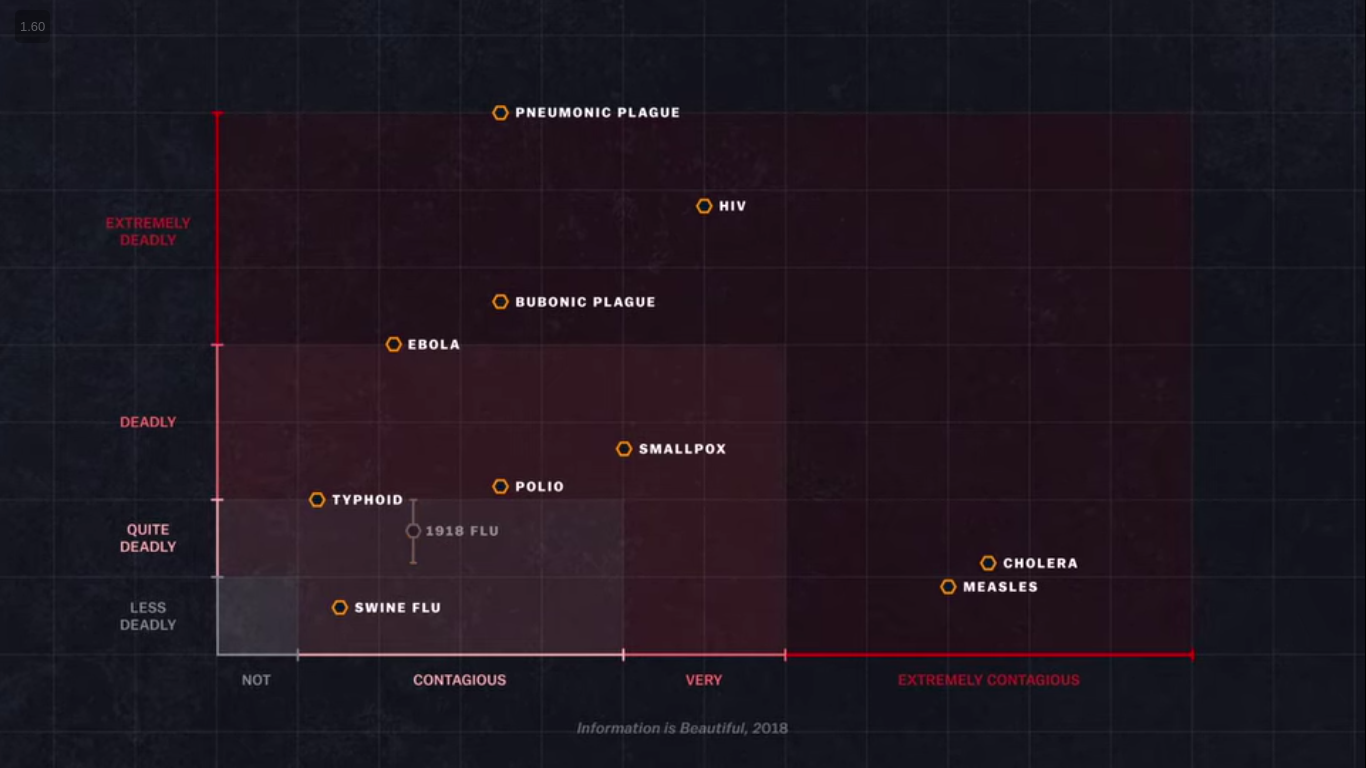 1.60
PNEUMONIC PLAGUE
HIV
EXTREMELY
DEADLY
BUBONIC PLAGUE
EBOLA
DEADLY
SMALLPOX
POLIO
TYPHOID
1918 FLU
QUITE
DEADLY
CHOLERA
MEASLES
LESS
DEADLY
SWINE FLU
NOT
CONTAGIOUS
VERY
EXTREMELY CONTAGIOUS
Information is Beautiful, 2018